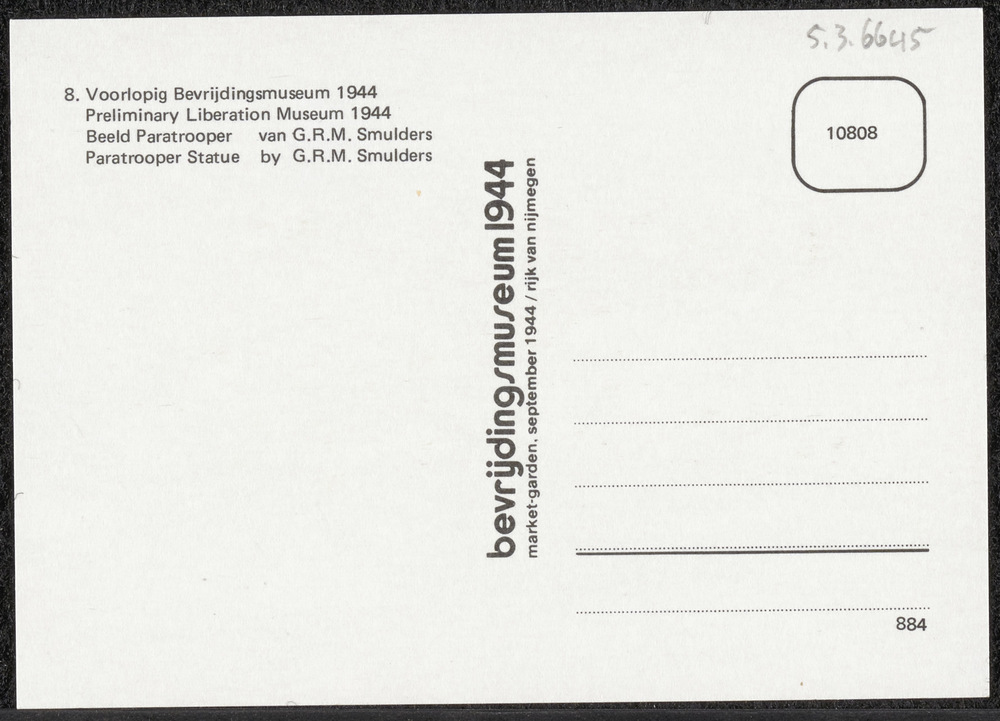 5.3.6645
8. Voorlopig Bevrijdingsmuseum 1944
Preliminary Liberation Museum 1944
Beeld Paratrooper van G.R.M. Smulders
Paratrooper Statue by G.R.M. Smulders
10808
bevrijdingsmuseum 1944
market-garden, september 1944 / rijk van nijmegen
884